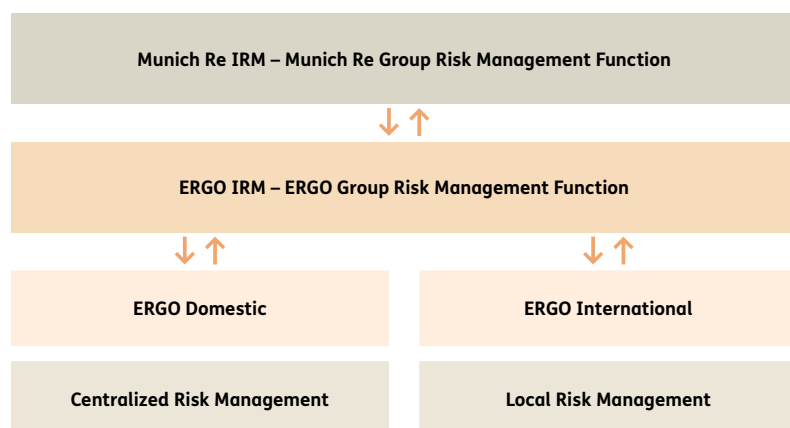 Munich Re IRM – Munich Re Group Risk Management Function
ERGO IRM – ERGO Group Risk Management Function
ERGO Domestic
ERGO International
Centralized Risk Management
Local Risk Management